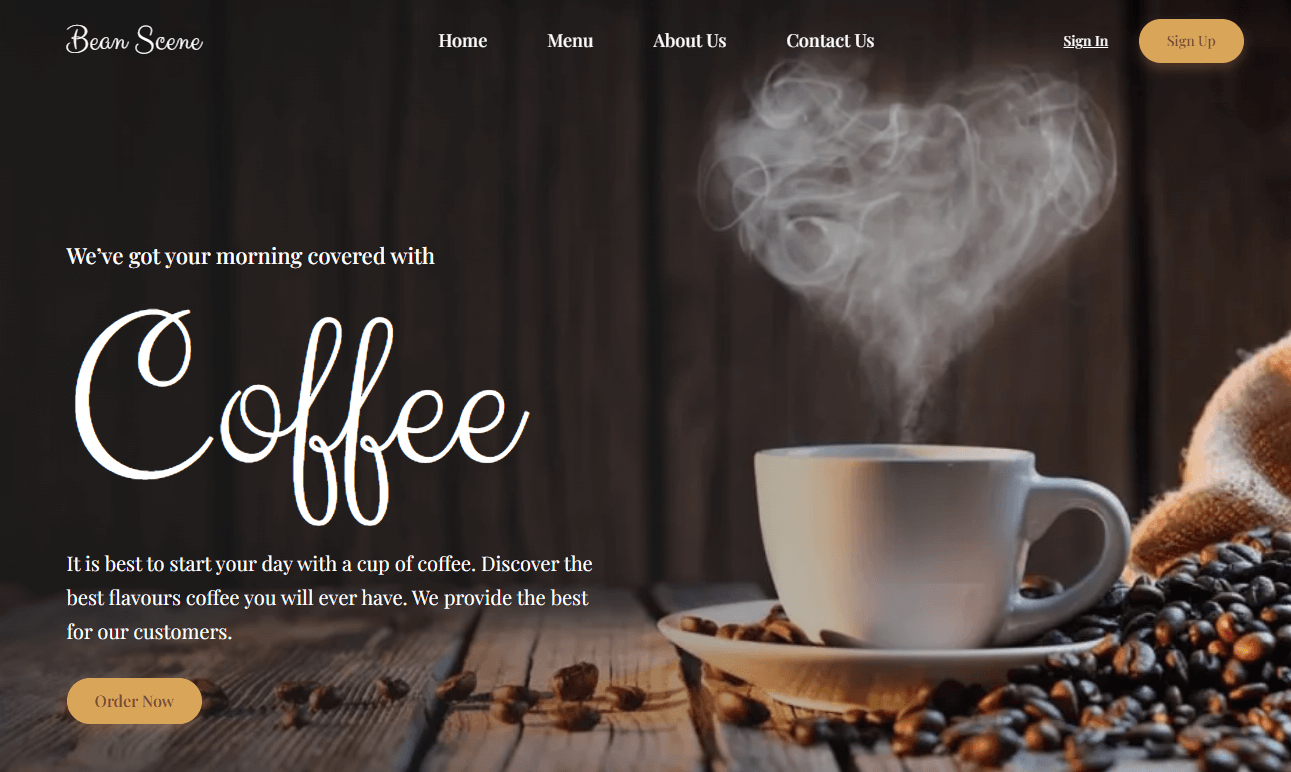 Bean Scene
Home
Menu
About Us
Contact Us
Sign In
Sign Up
We’ve got your morning covered with
Coffee
It is best to start your day with a cup of coffee. Discover the
best flavours coffee you will ever have. We provide the best
for our customers.
Order Now